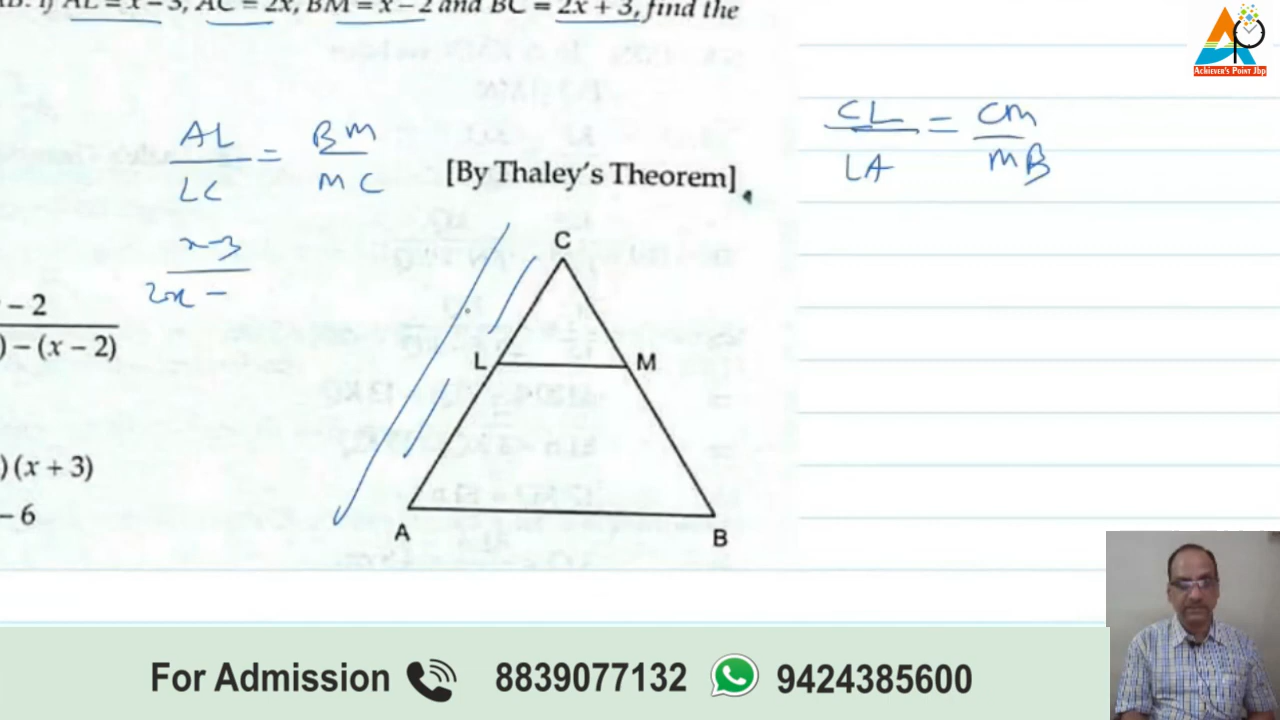 AB. If AL = x – 3, AC = 2x, BM = x – 2 and BC = 2x + 3, find the
AL/LC = BM/MC
[By Thaley's Theorem]
CL/LA = CM/MB
x-3
2x -
– 2
) – (x – 2)
) (x + 3)
– 6
C
L
M
A
B
Achiever's Point Jbp
For Admission 8839077132 9424385600